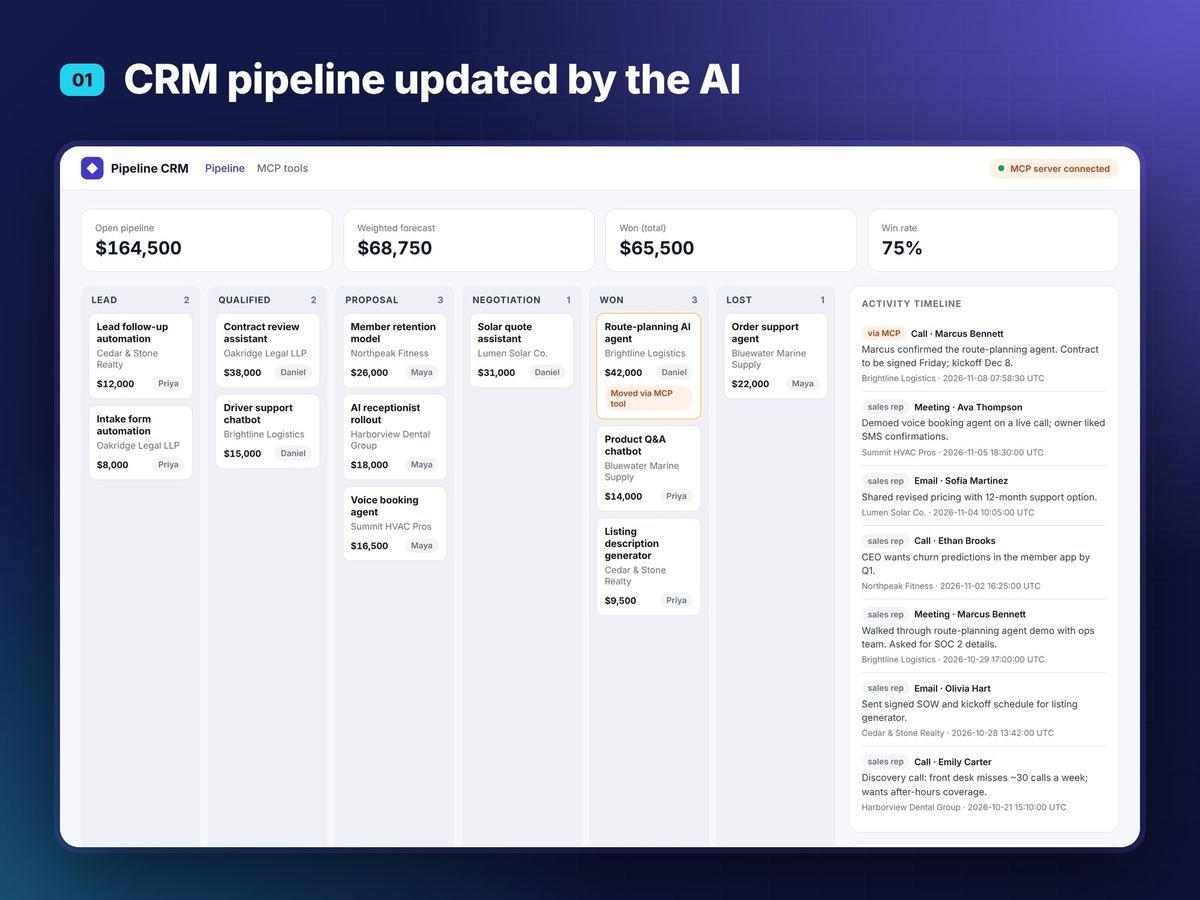 01
CRM pipeline updated by the AI
Pipeline CRM
Pipeline
MCP tools
MCP server connected
Open pipeline
$164,500
Weighted forecast
$68,750
Won (total)
$65,500
Win rate
75%
LEAD 2
Lead follow-up
automation
Cedar & Stone
Realty
$12,000 Priya
Intake form
automation
Oakridge Legal LLP
$8,000 Priya
QUALIFIED 2
Contract review
assistant
Oakridge Legal LLP
$38,000 Daniel
Driver support
chatbot
Brightline Logistics
$15,000 Daniel
PROPOSAL 3
Member retention
model
Northpeak Fitness
$26,000 Maya
AI receptionist
rollout
Harborview Dental
Group
$18,000 Maya
Voice booking
agent
Summit HVAC Pros
$16,500 Maya
NEGOTIATION 1
Solar quote
assistant
Lumen Solar Co.
$31,000 Daniel
WON 3
Route-planning AI
agent
Brightline Logistics
$42,000 Daniel
Moved via MCP
tool
Product Q&A
chatbot
Bluewater Marine
Supply
$14,000 Priya
Listing
description
generator
Cedar & Stone
Realty
$9,500 Priya
LOST 1
Order support
agent
Bluewater Marine
Supply
$22,000 Maya
ACTIVITY TIMELINE
via MCP Call · Marcus Bennett
Marcus confirmed the route-planning agent. Contract
to be signed Friday; kickoff Dec 8.
Brightline Logistics · 2026-11-08 07:58:30 UTC
sales rep Meeting · Ava Thompson
Demoed voice booking agent on a live call; owner liked
SMS confirmations.
Summit HVAC Pros · 2026-11-05 18:30:00 UTC
sales rep Email · Sofia Martinez
Shared revised pricing with 12-month support option.
Lumen Solar Co. · 2026-11-04 10:05:00 UTC
sales rep Call · Ethan Brooks
CEO wants churn predictions in the member app by
Q1.
Northpeak Fitness · 2026-11-02 16:25:00 UTC
sales rep Meeting · Marcus Bennett
Walked through route-planning agent demo with ops
team. Asked for SOC 2 details.
Brightline Logistics · 2026-10-29 17:00:00 UTC
sales rep Email · Olivia Hart
Sent signed SOW and kickoff schedule for listing
generator.
Cedar & Stone Realty · 2026-10-28 13:42:00 UTC
sales rep Call · Emily Carter
Discovery call: front desk misses ~30 calls a week;
wants after-hours coverage.
Harborview Dental Group · 2026-10-21 15:10:00 UTC